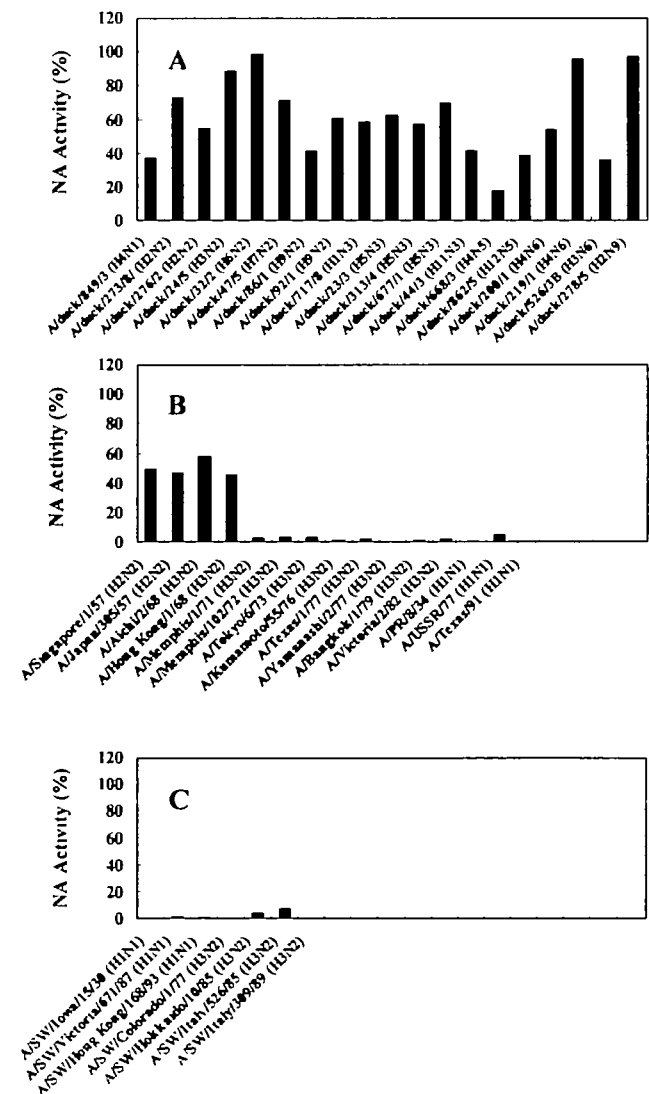 120
100
80
60
40
20
0
NA Activity (%)
A
A/duck/849/3 (H4N1)
A/duck/273/8/ (H2N2)
A/duck/276/2 (H2N2)
A/duck/24/5 (H3N2)
A/duck/32/2 (H6N2)
A/duck/47/5 (H7N2)
A/duck/86/1 (H9N2)
A/duck/92/1 (H9N2)
A/duck/717/8 (H1N3)
A/duck/23/3 (H5N3)
A/duck/313/4 (H5N3)
A/duck/677/1 (H5N3)
A/duck/44/3 (H11N3)
A/duck/668/3 (H4N5)
A/duck/862/5 (H12N5)
A/duck/200/1 (H4N6)
A/duck/219/1 (H4N6)
A/duck/526/3B (H3N6)
A/duck/278/5 (H2N9)
120
100
80
60
40
20
0
NA Activity (%)
B
A/Singapore/1/57 (H2N2)
A/Japan/305/57 (H2N2)
A/Aichi/2/68 (H3N2)
A/Hong Kong/1/68 (H3N2)
A/Memphis/1/71 (H3N2)
A/Memphis/102/72 (H3N2)
A/Tokyo/6/73 (H3N2)
A/Kumamoto/55/76 (H3N2)
A/Texas/1/77 (H3N2)
A/Yamanashi/2/77 (H3N2)
A/Bangkok/1/79 (H3N2)
A/Victoria/2/82 (H3N2)
A/PR/8/34 (H1N1)
A/USSR/77 (H1N1)
A/Texas/91 (H1N1)
120
100
80
60
40
20
0
NA Activity (%)
C
A/SW/Iowa/15/30 (H1N1)
A/SW/Victoria/671/87 (H1N1)
A/SW/Hong Kong/168/93 (H1N1)
A/SW/Colorado/1/77 (H3N2)
A/SW/Hokkaido/10/85 (H3N2)
A/SW/Italy/526/85 (H3N2)
A/SW/Italy/309/89 (H3N2)